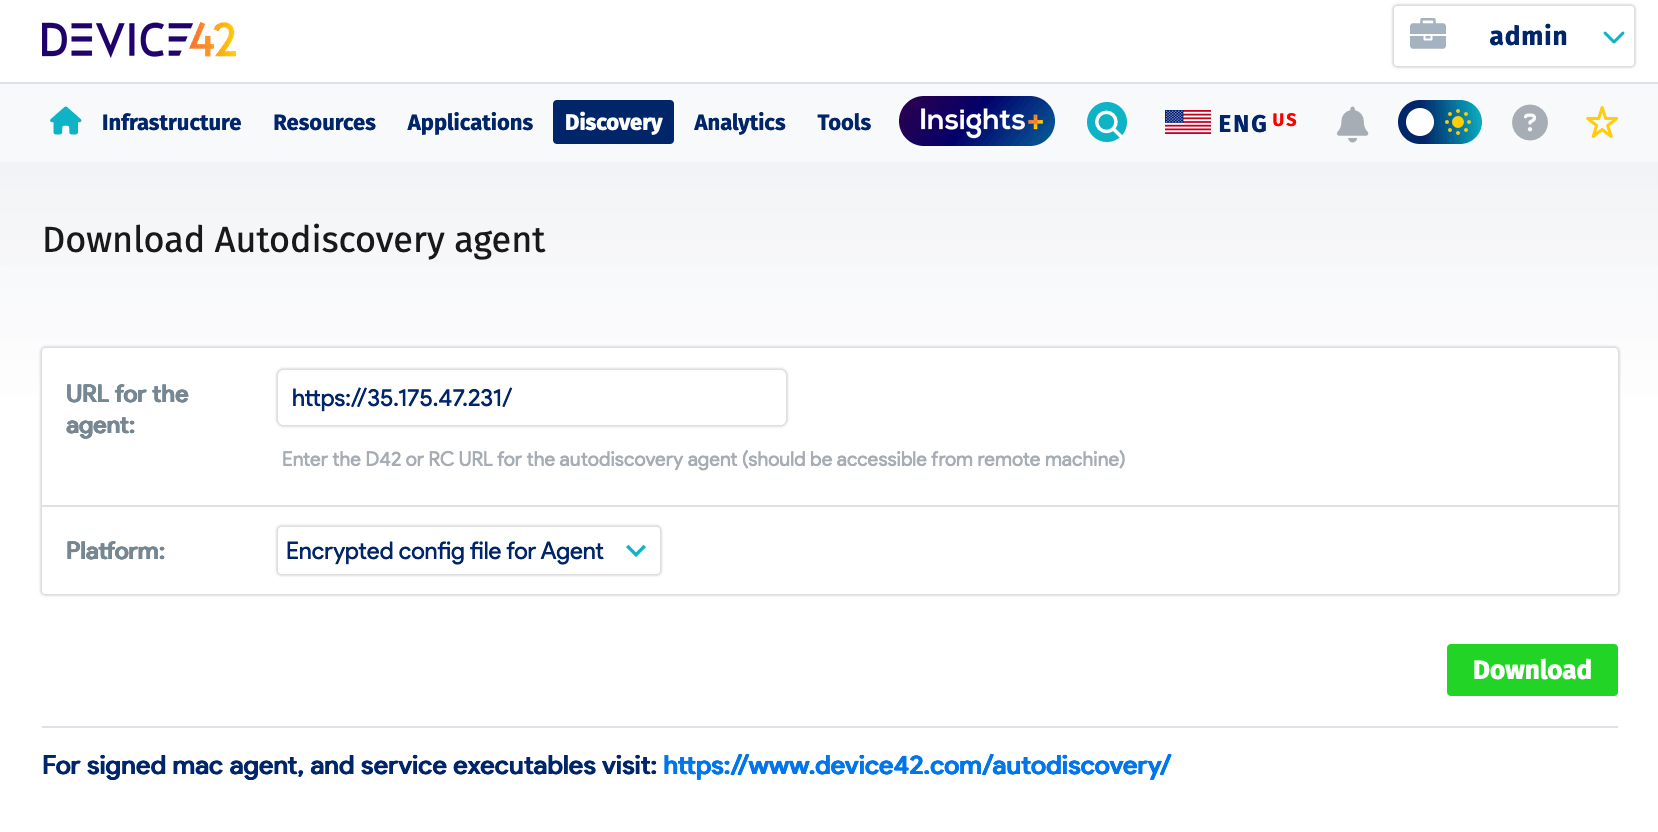 DEVICE42
admin
Infrastructure Resources Applications Discovery Analytics Tools Insights+ ENG US ?
Download Autodiscovery agent
URL for the
agent:
https://35.175.47.231/
Enter the D42 or RC URL for the autodiscovery agent (should be accessible from remote machine)
Platform:
Encrypted config file for Agent
Download
For signed mac agent, and service executables visit: https://www.device42.com/autodiscovery/